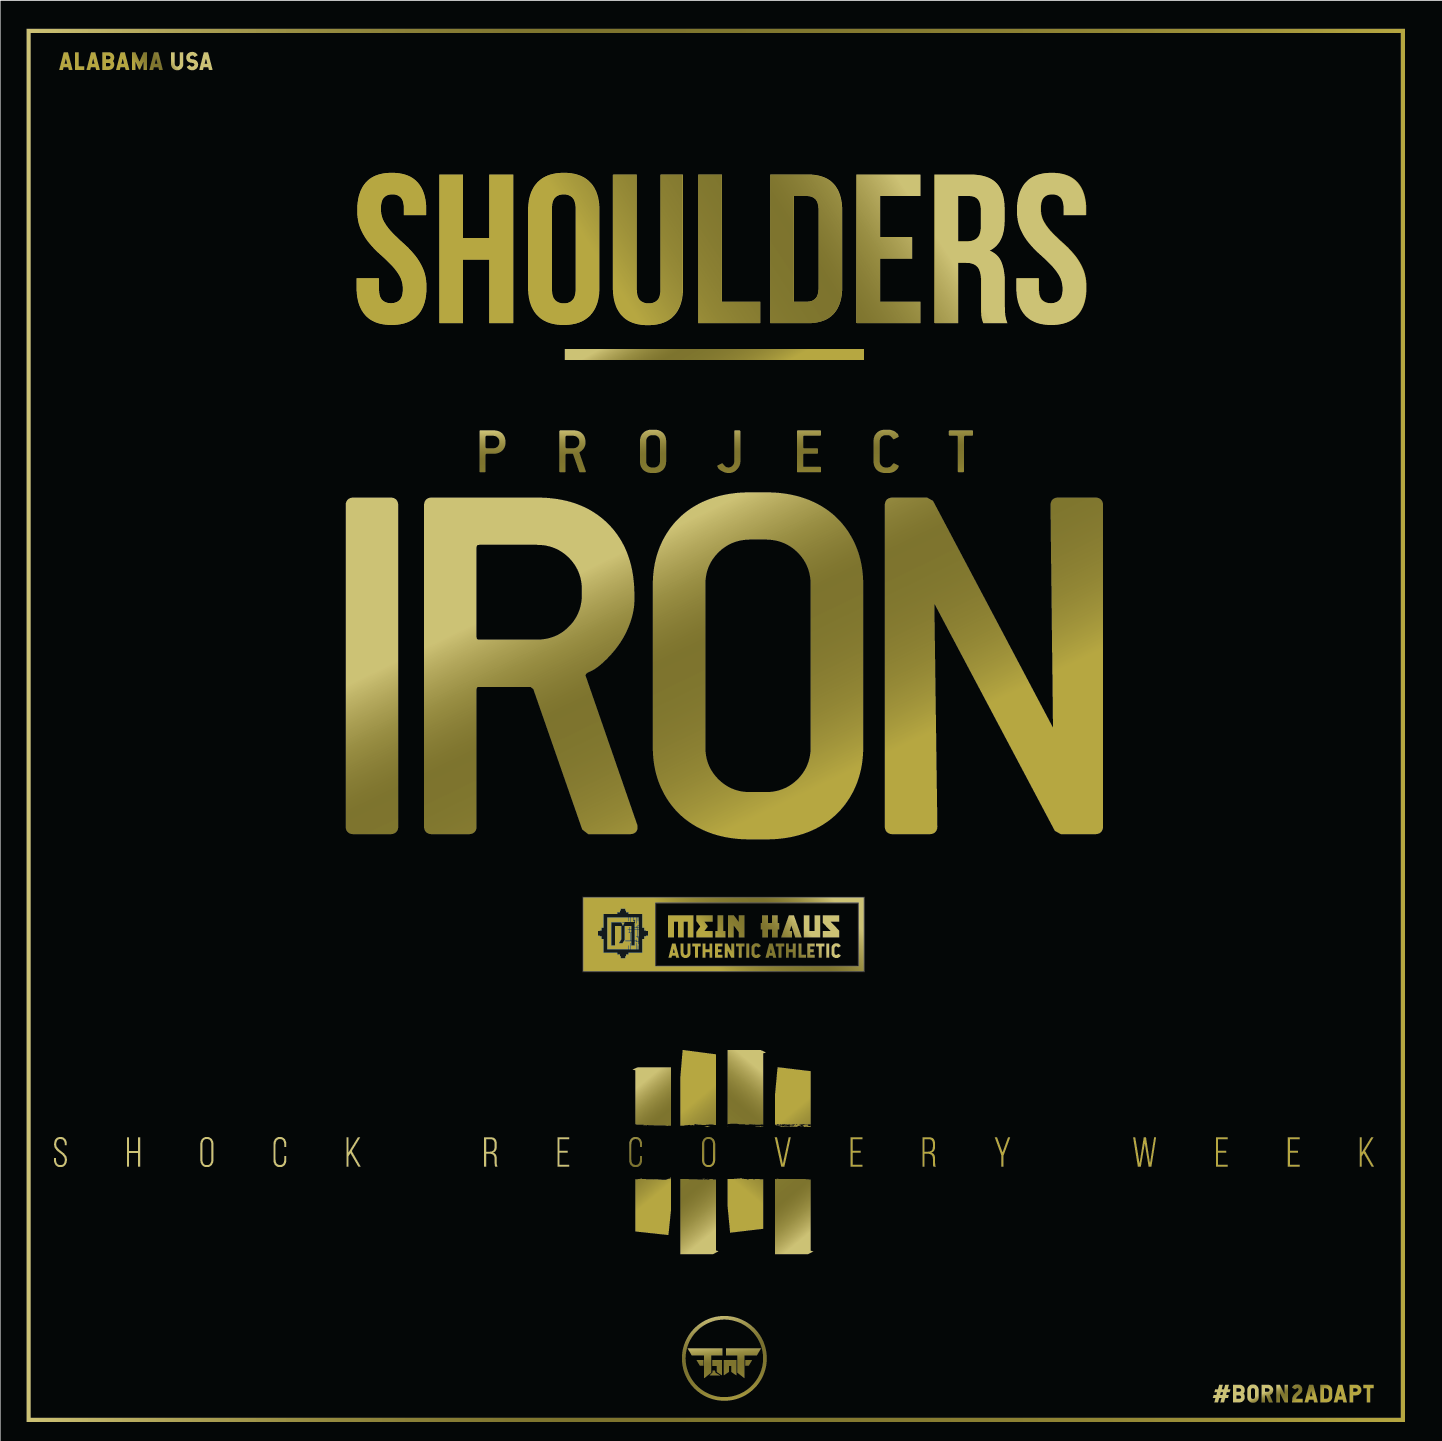 ALABAMA USA
SHOULDERS
PROJECT
IRON
MEIN HAUS
AUTHENTIC ATHLETIC
SHOCK RECOVERY WEEK
#BORN2ADAPT